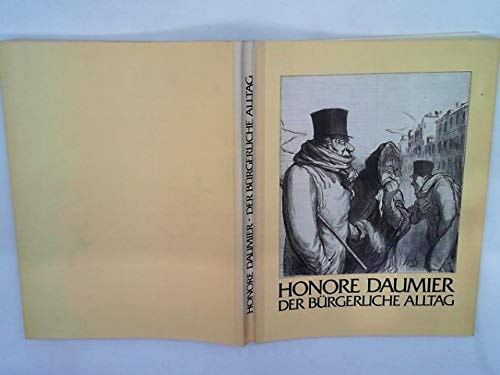 HONORE DAUMIER · DER BÜRGERLICHE ALLTAG
HONORE DAUMIER
DER BÜRGERLICHE ALLTAG